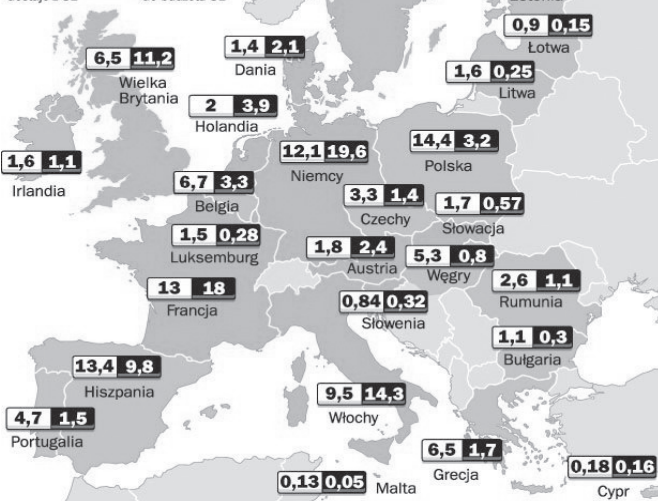 0,9 0,15
Łotwa
6,5 11,2
Wielka
Brytania
1,4 2,1
Dania
1,6 0,25
Litwa
2 3,9
Holandia
14,4 3,2
Polska
12,1 19,6
Niemcy
1,6 1,1
Irlandia
6,7 3,3
Belgia
3,3 1,4
Czechy
1,7 0,57
Słowacja
1,5 0,28
Luksemburg
1,8 2,4
Austria
5,3 0,8
Węgry
2,6 1,1
Rumunia
13 18
Francja
0,84 0,32
Słowenia
1,1 0,3
Bułgaria
13,4 9,8
Hiszpania
9,5 14,3
Włochy
4,7 1,5
Portugalia
6,5 1,7
Grecja
0,13 0,05 Malta
0,18 0,16
Cypr